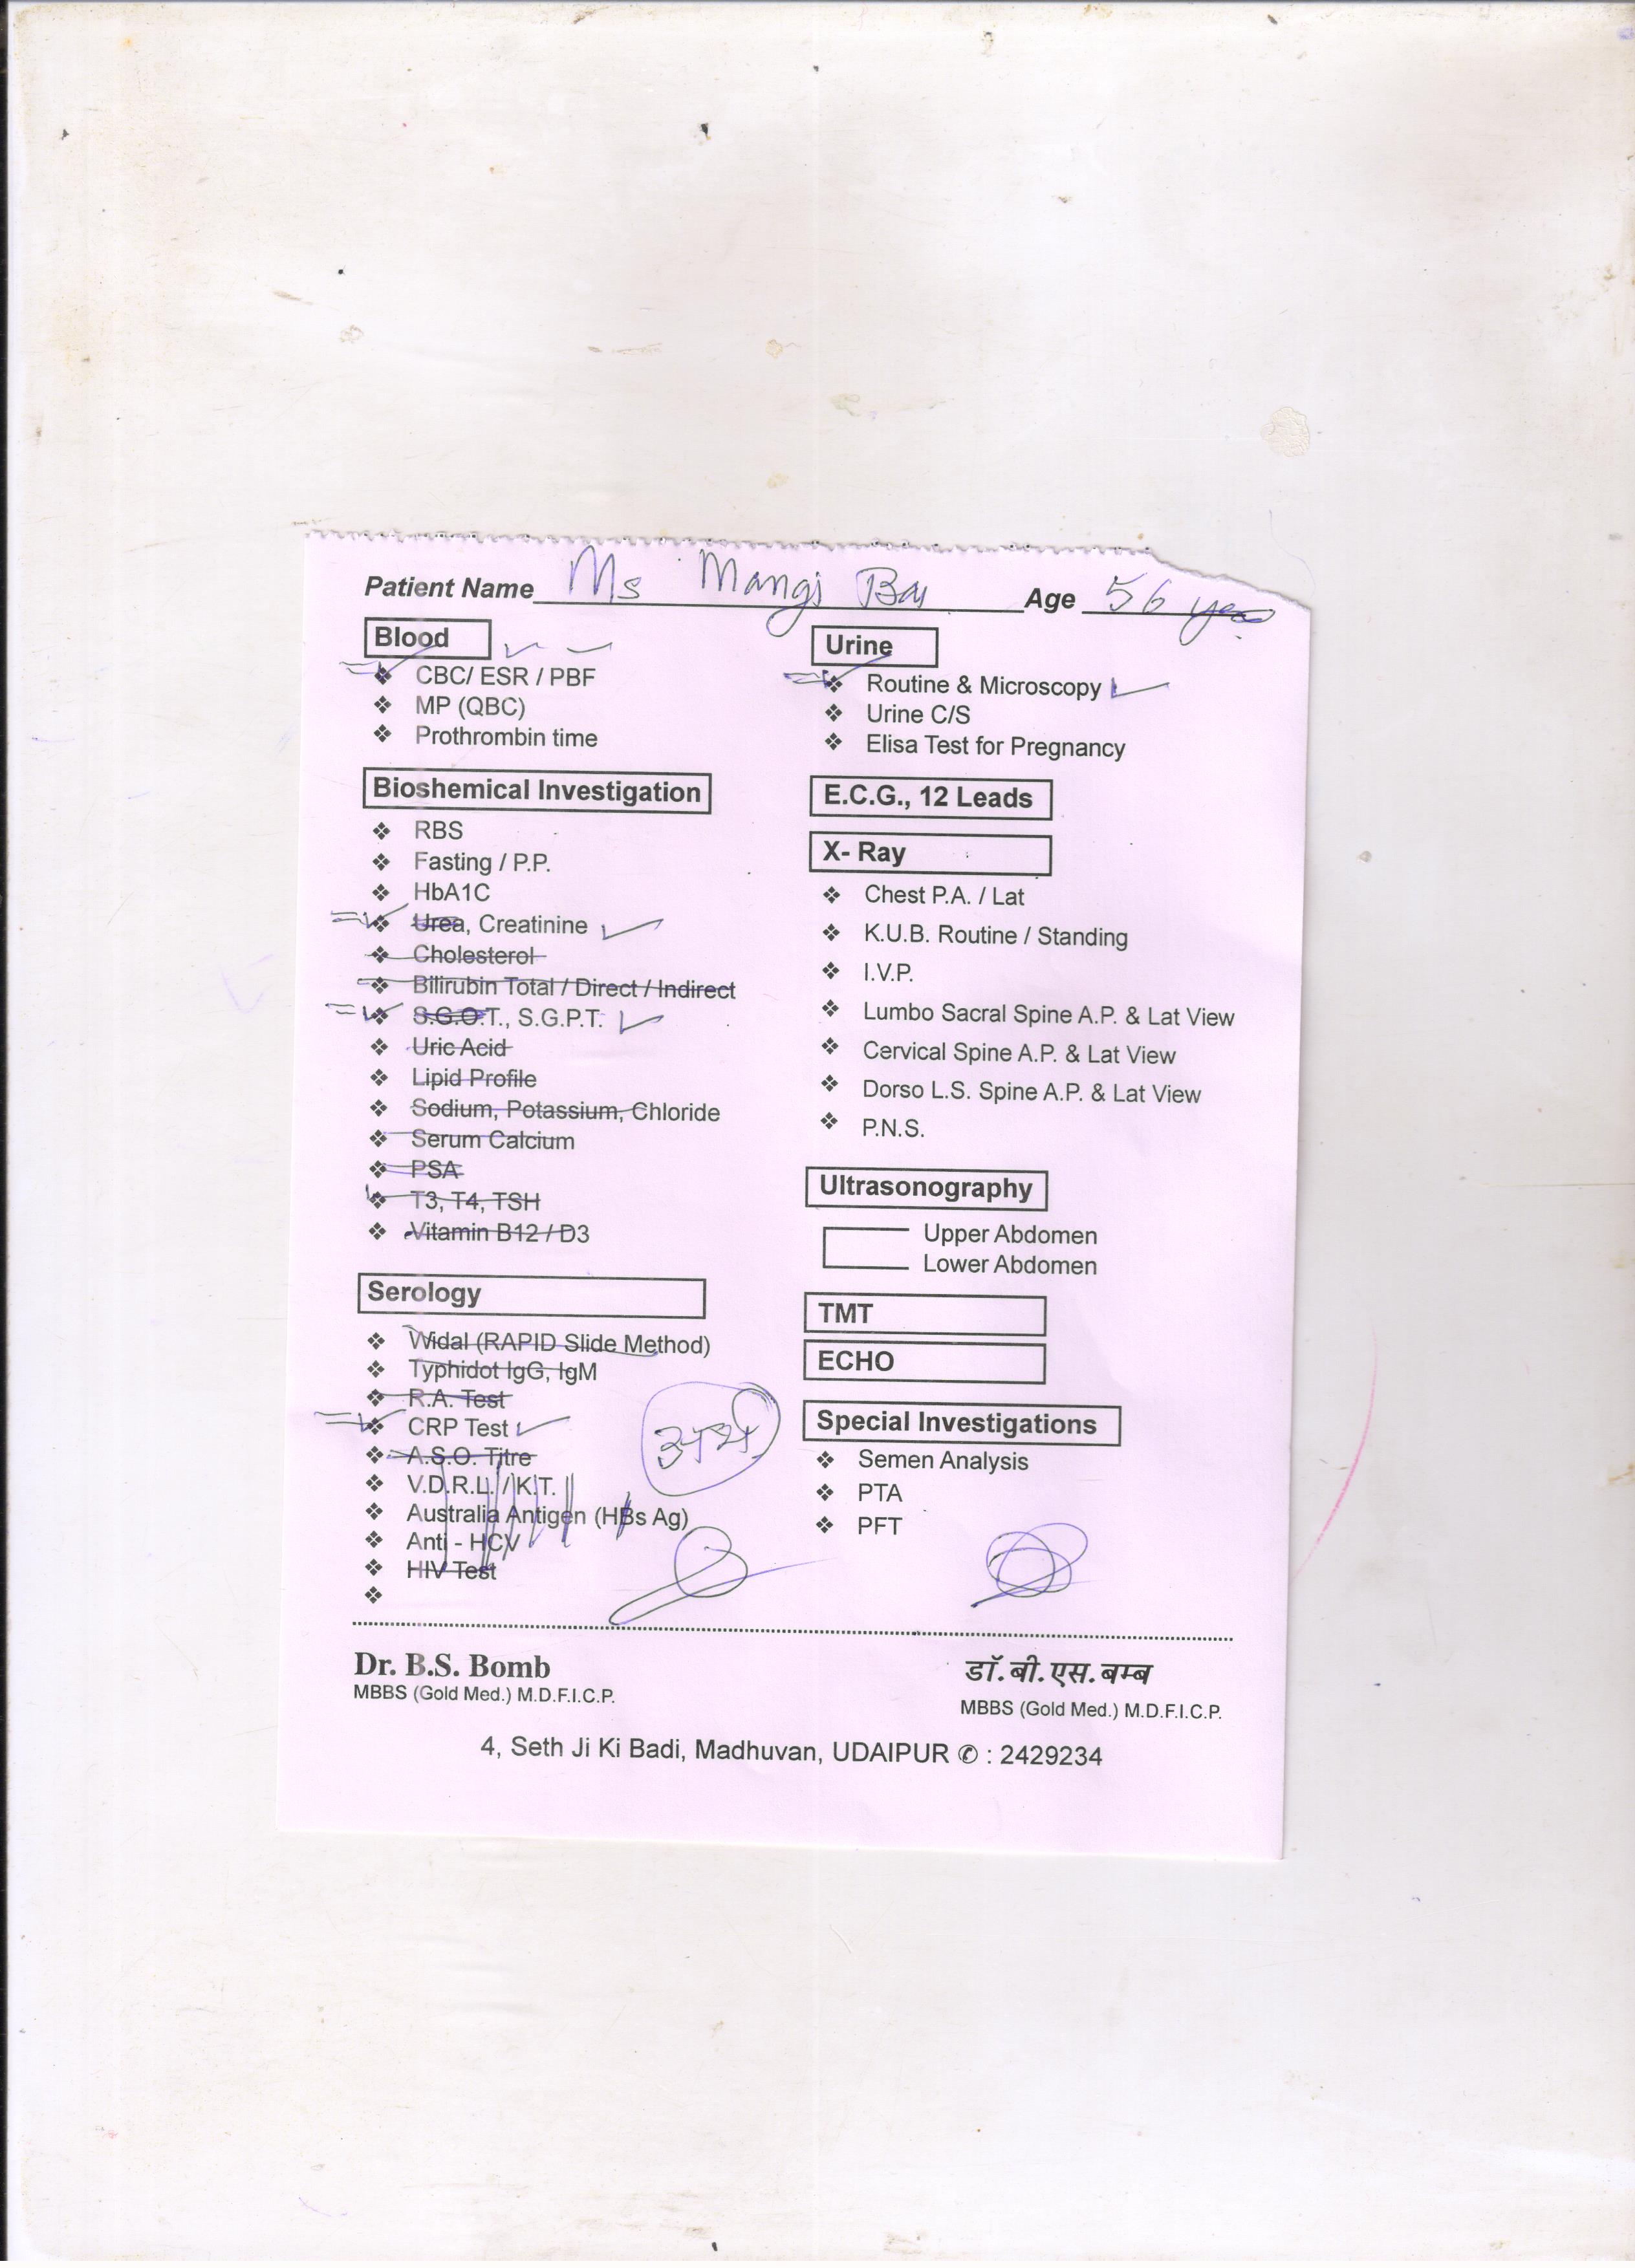 Patient Name Ms Mangi Bai Age 56 yrs
Blood
CBC/ ESR / PBF
MP (QBC)
Prothrombin time
Bioshemical Investigation
RBS
Fasting / P.P.
HbA1C
Urea, Creatinine
Cholesterol
Bilirubin Total / Direct / Indirect
S.G.O.T., S.G.P.T.
Uric Acid
Lipid Profile
Sodium, Potassium, Chloride
Serum Calcium
PSA
T3, T4, TSH
Vitamin B12 / D3
Serology
Widal (RAPID Slide Method)
Typhidot IgG, IgM
R.A. Test
CRP Test
A.S.O. Titre
V.D.R.L. / K.T.
Australia Antigen (HBs Ag)
Anti - HCV
HIV Test
Urine
Routine & Microscopy
Urine C/S
Elisa Test for Pregnancy
E.C.G., 12 Leads
X- Ray
Chest P.A. / Lat
K.U.B. Routine / Standing
I.V.P.
Lumbo Sacral Spine A.P. & Lat View
Cervical Spine A.P. & Lat View
Dorso L.S. Spine A.P. & Lat View
P.N.S.
Ultrasonography
Upper Abdomen
Lower Abdomen
TMT
ECHO
Special Investigations
Semen Analysis
PTA
PFT
Dr. B.S. Bomb
MBBS (Gold Med.) M.D.F.I.C.P.
डॉ. बी. एस. बम्ब
MBBS (Gold Med.) M.D.F.I.C.P.
4, Seth Ji Ki Badi, Madhuvan, UDAIPUR ✆ : 2429234